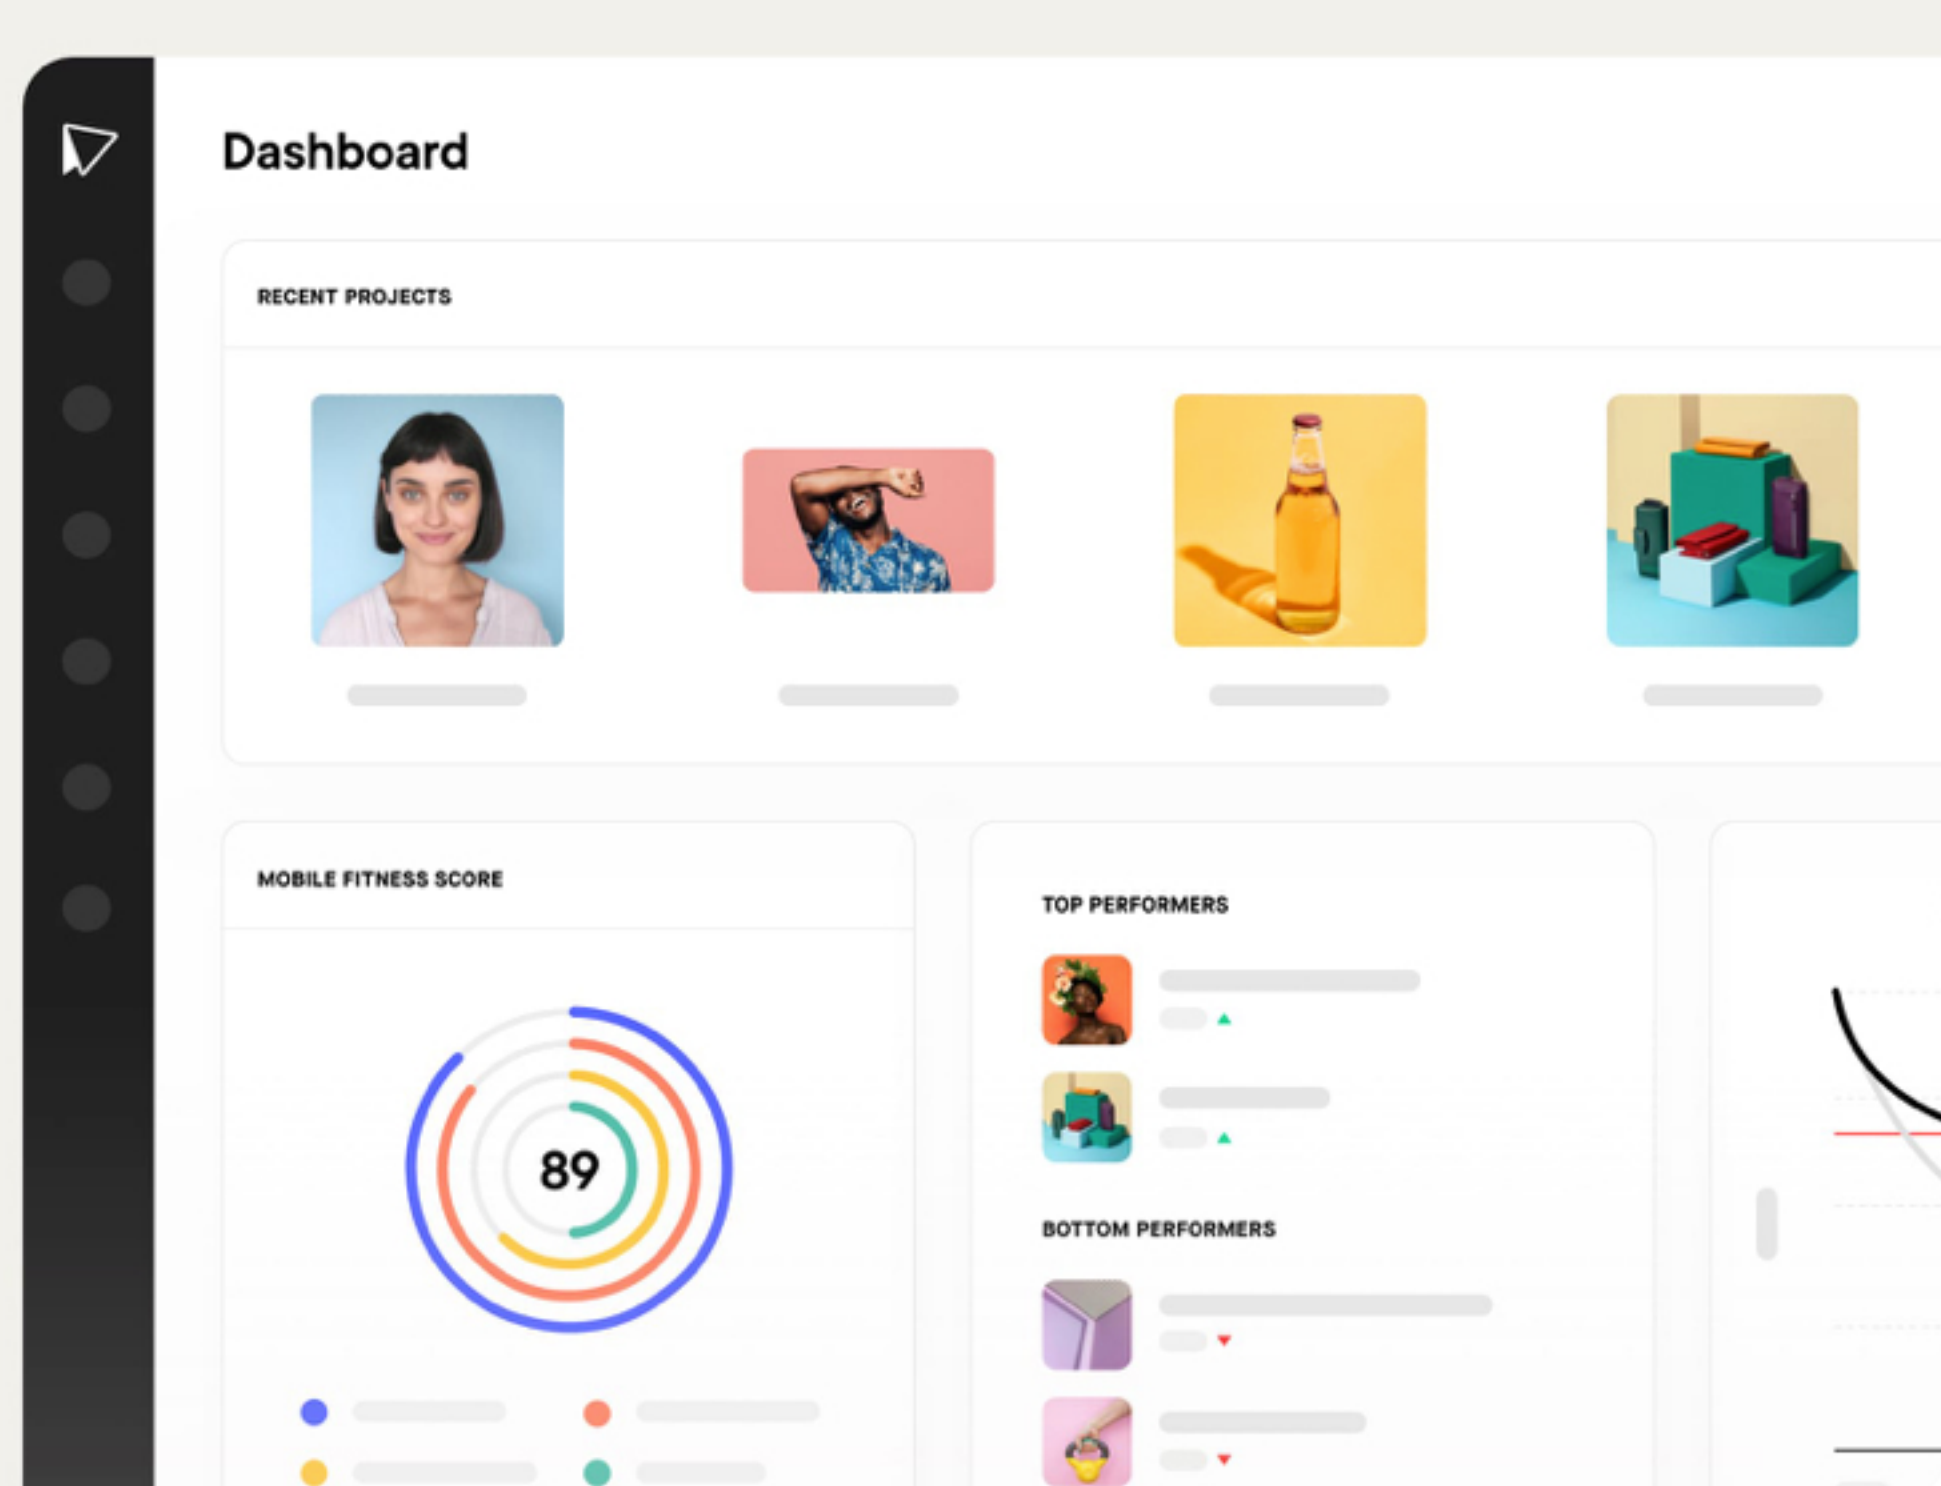 Dashboard
RECENT PROJECTS
MOBILE FITNESS SCORE
89
TOP PERFORMERS
BOTTOM PERFORMERS